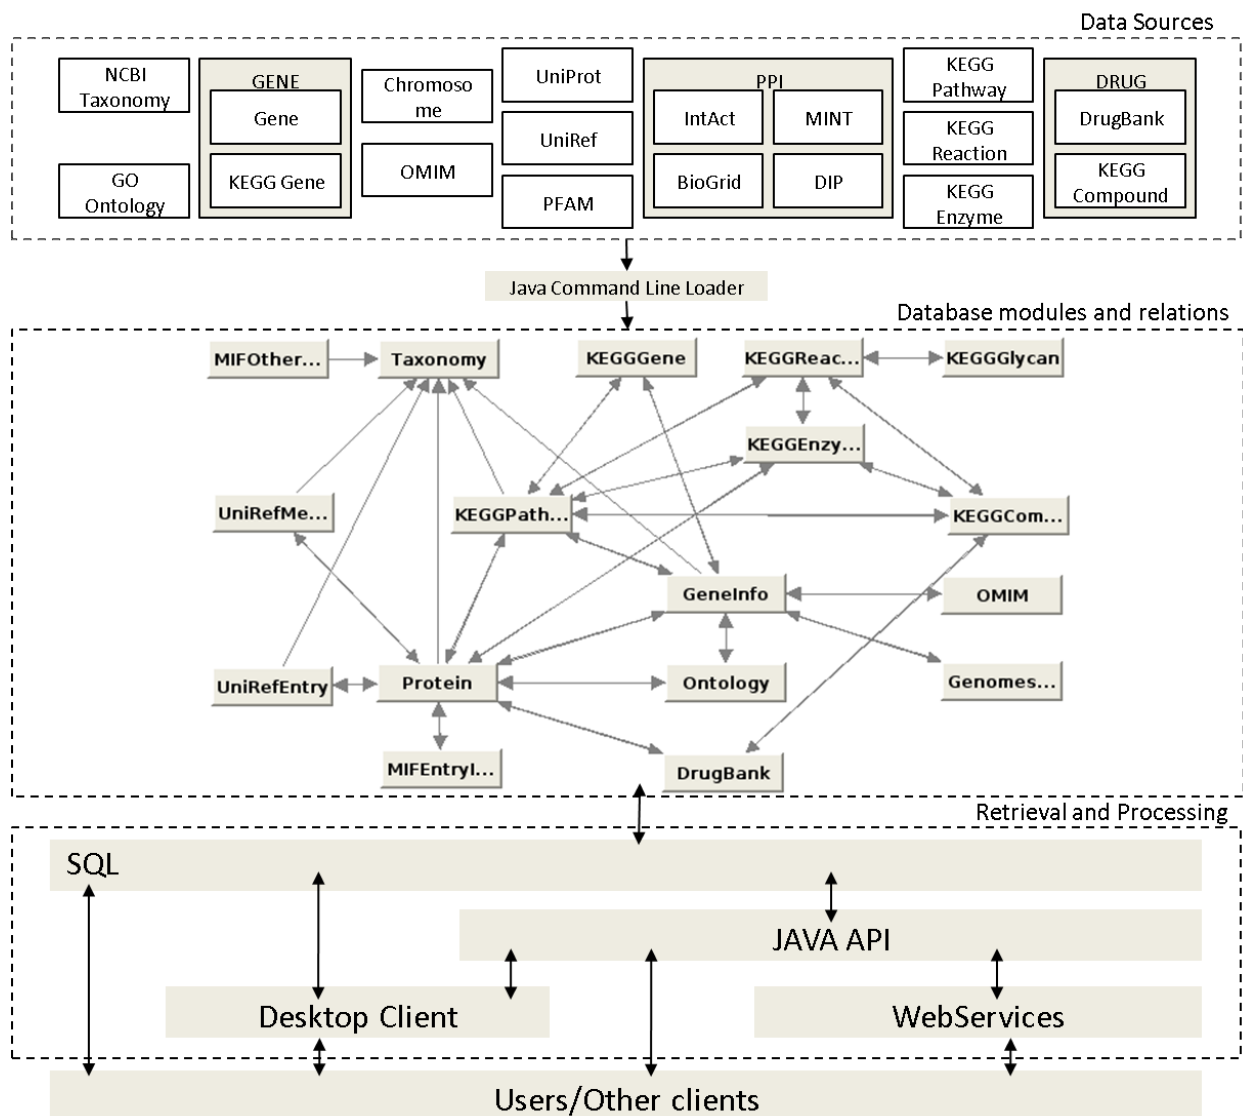 Data Sources
NCBI
Taxonomy
GO
Ontology
GENE
Gene
KEGG Gene
Chromoso
me
OMIM
UniProt
UniRef
PFAM
PPI
IntAct
MINT
BioGrid
DIP
KEGG
Pathway
KEGG
Reaction
KEGG
Enzyme
DRUG
DrugBank
KEGG
Compound
Java Command Line Loader
Database modules and relations
MIFOther...
Taxonomy
KEGGGene
KEGGReac...
KEGGGlycan
KEGGEnzy...
UniRefMe...
KEGGPath...
KEGGCom...
GeneInfo
OMIM
UniRefEntry
Protein
Ontology
Genomes...
MIFEntryI...
DrugBank
Retrieval and Processing
SQL
JAVA API
Desktop Client
WebServices
Users/Other clients